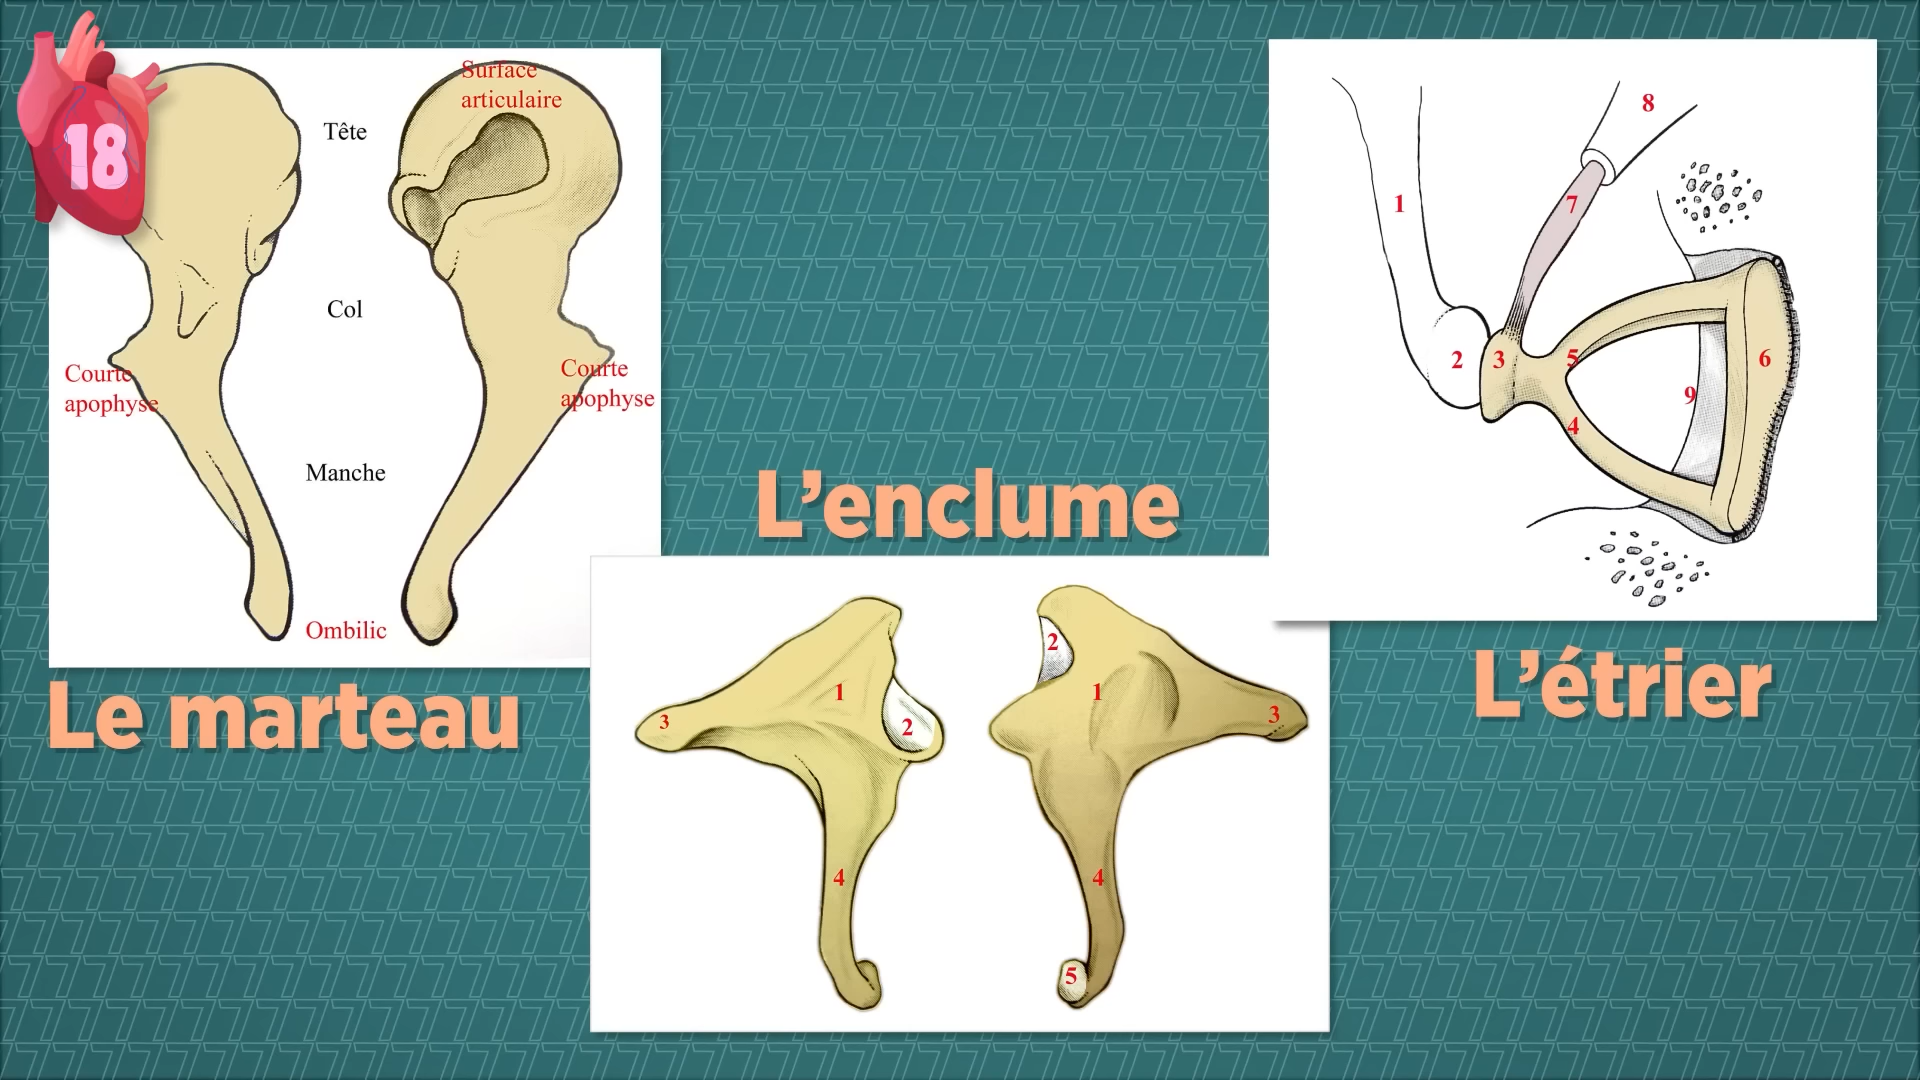 18
Surface
articulaire
Tête
Col
Courte
apophyse
Courte
apophyse
Manche
Ombilic
Le marteau
L'enclume
1
2
3
4
2
1
3
4
5
8
1
7
2
3
5
6
9
4
L'étrier